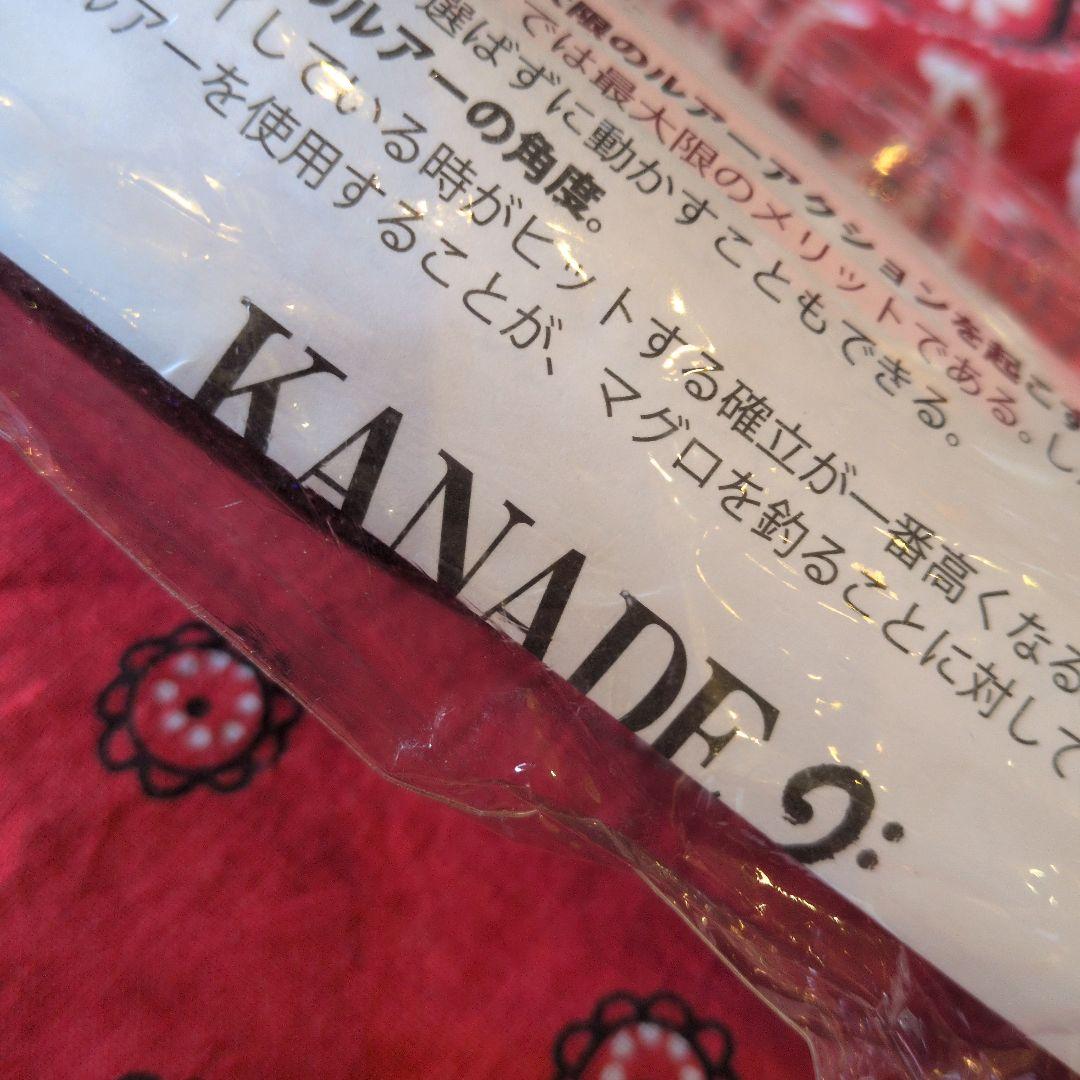 限のルアーアクションを起こす
では最大限のメリットである。し
選ばずに動かすこともできる。
ルアーの角度。
している時がヒットする確立が一番高くなる
ルアーを使用することが、マグロを釣ることに対して
KANADE